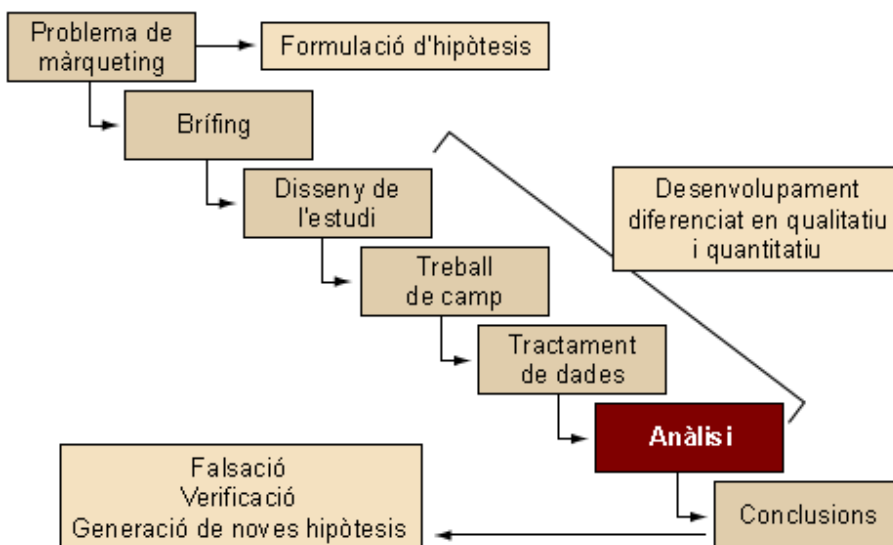 Problema de
màrqueting
Formulació d'hipòtesis
Brífing
Disseny de
l'estudi
Desenvolupament
diferenciat en qualitatiu
i quantitatiu
Treball
de camp
Tractament
de dades
Anàlisi
Falsació
Verificació
Generació de noves hipòtesis
Conclusions